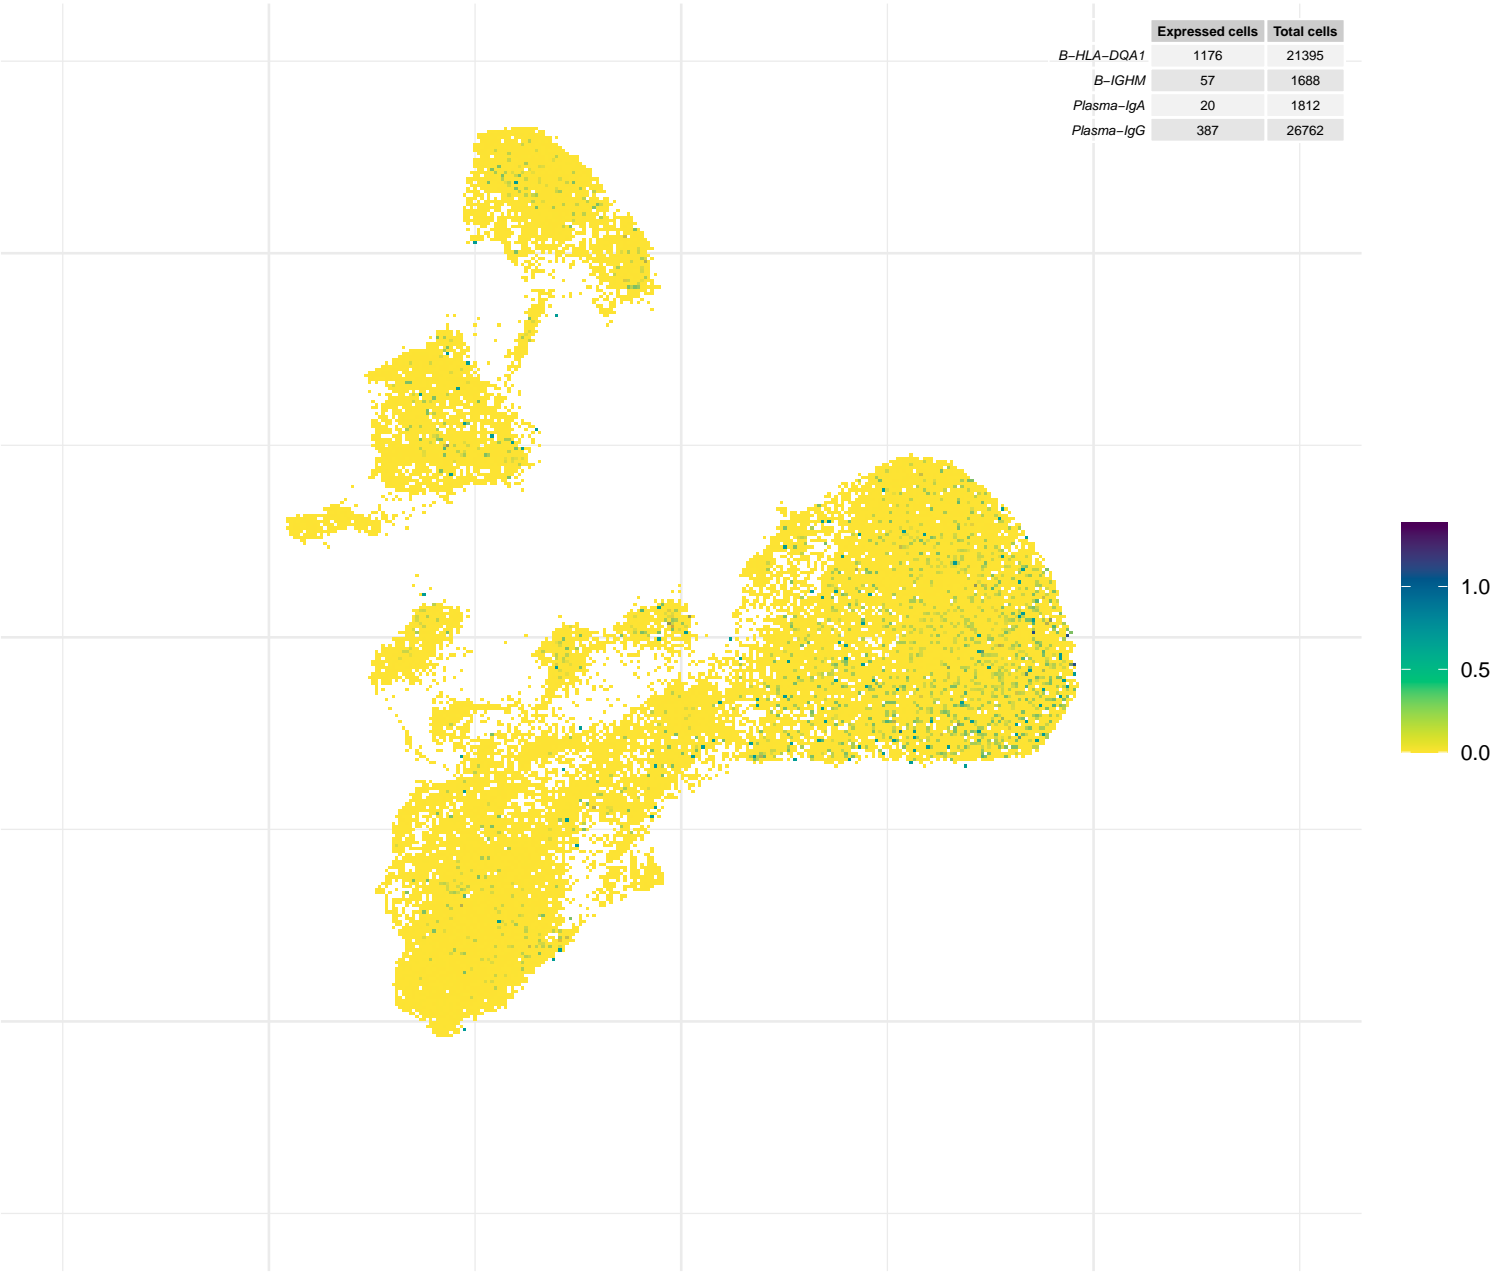 Expressed cells Total cells
B−HLA−DQA1 1176 21395
B−IGHM 57 1688
Plasma−IgA 20 1812
Plasma−IgG 387 26762
1.0
0.5
0.0